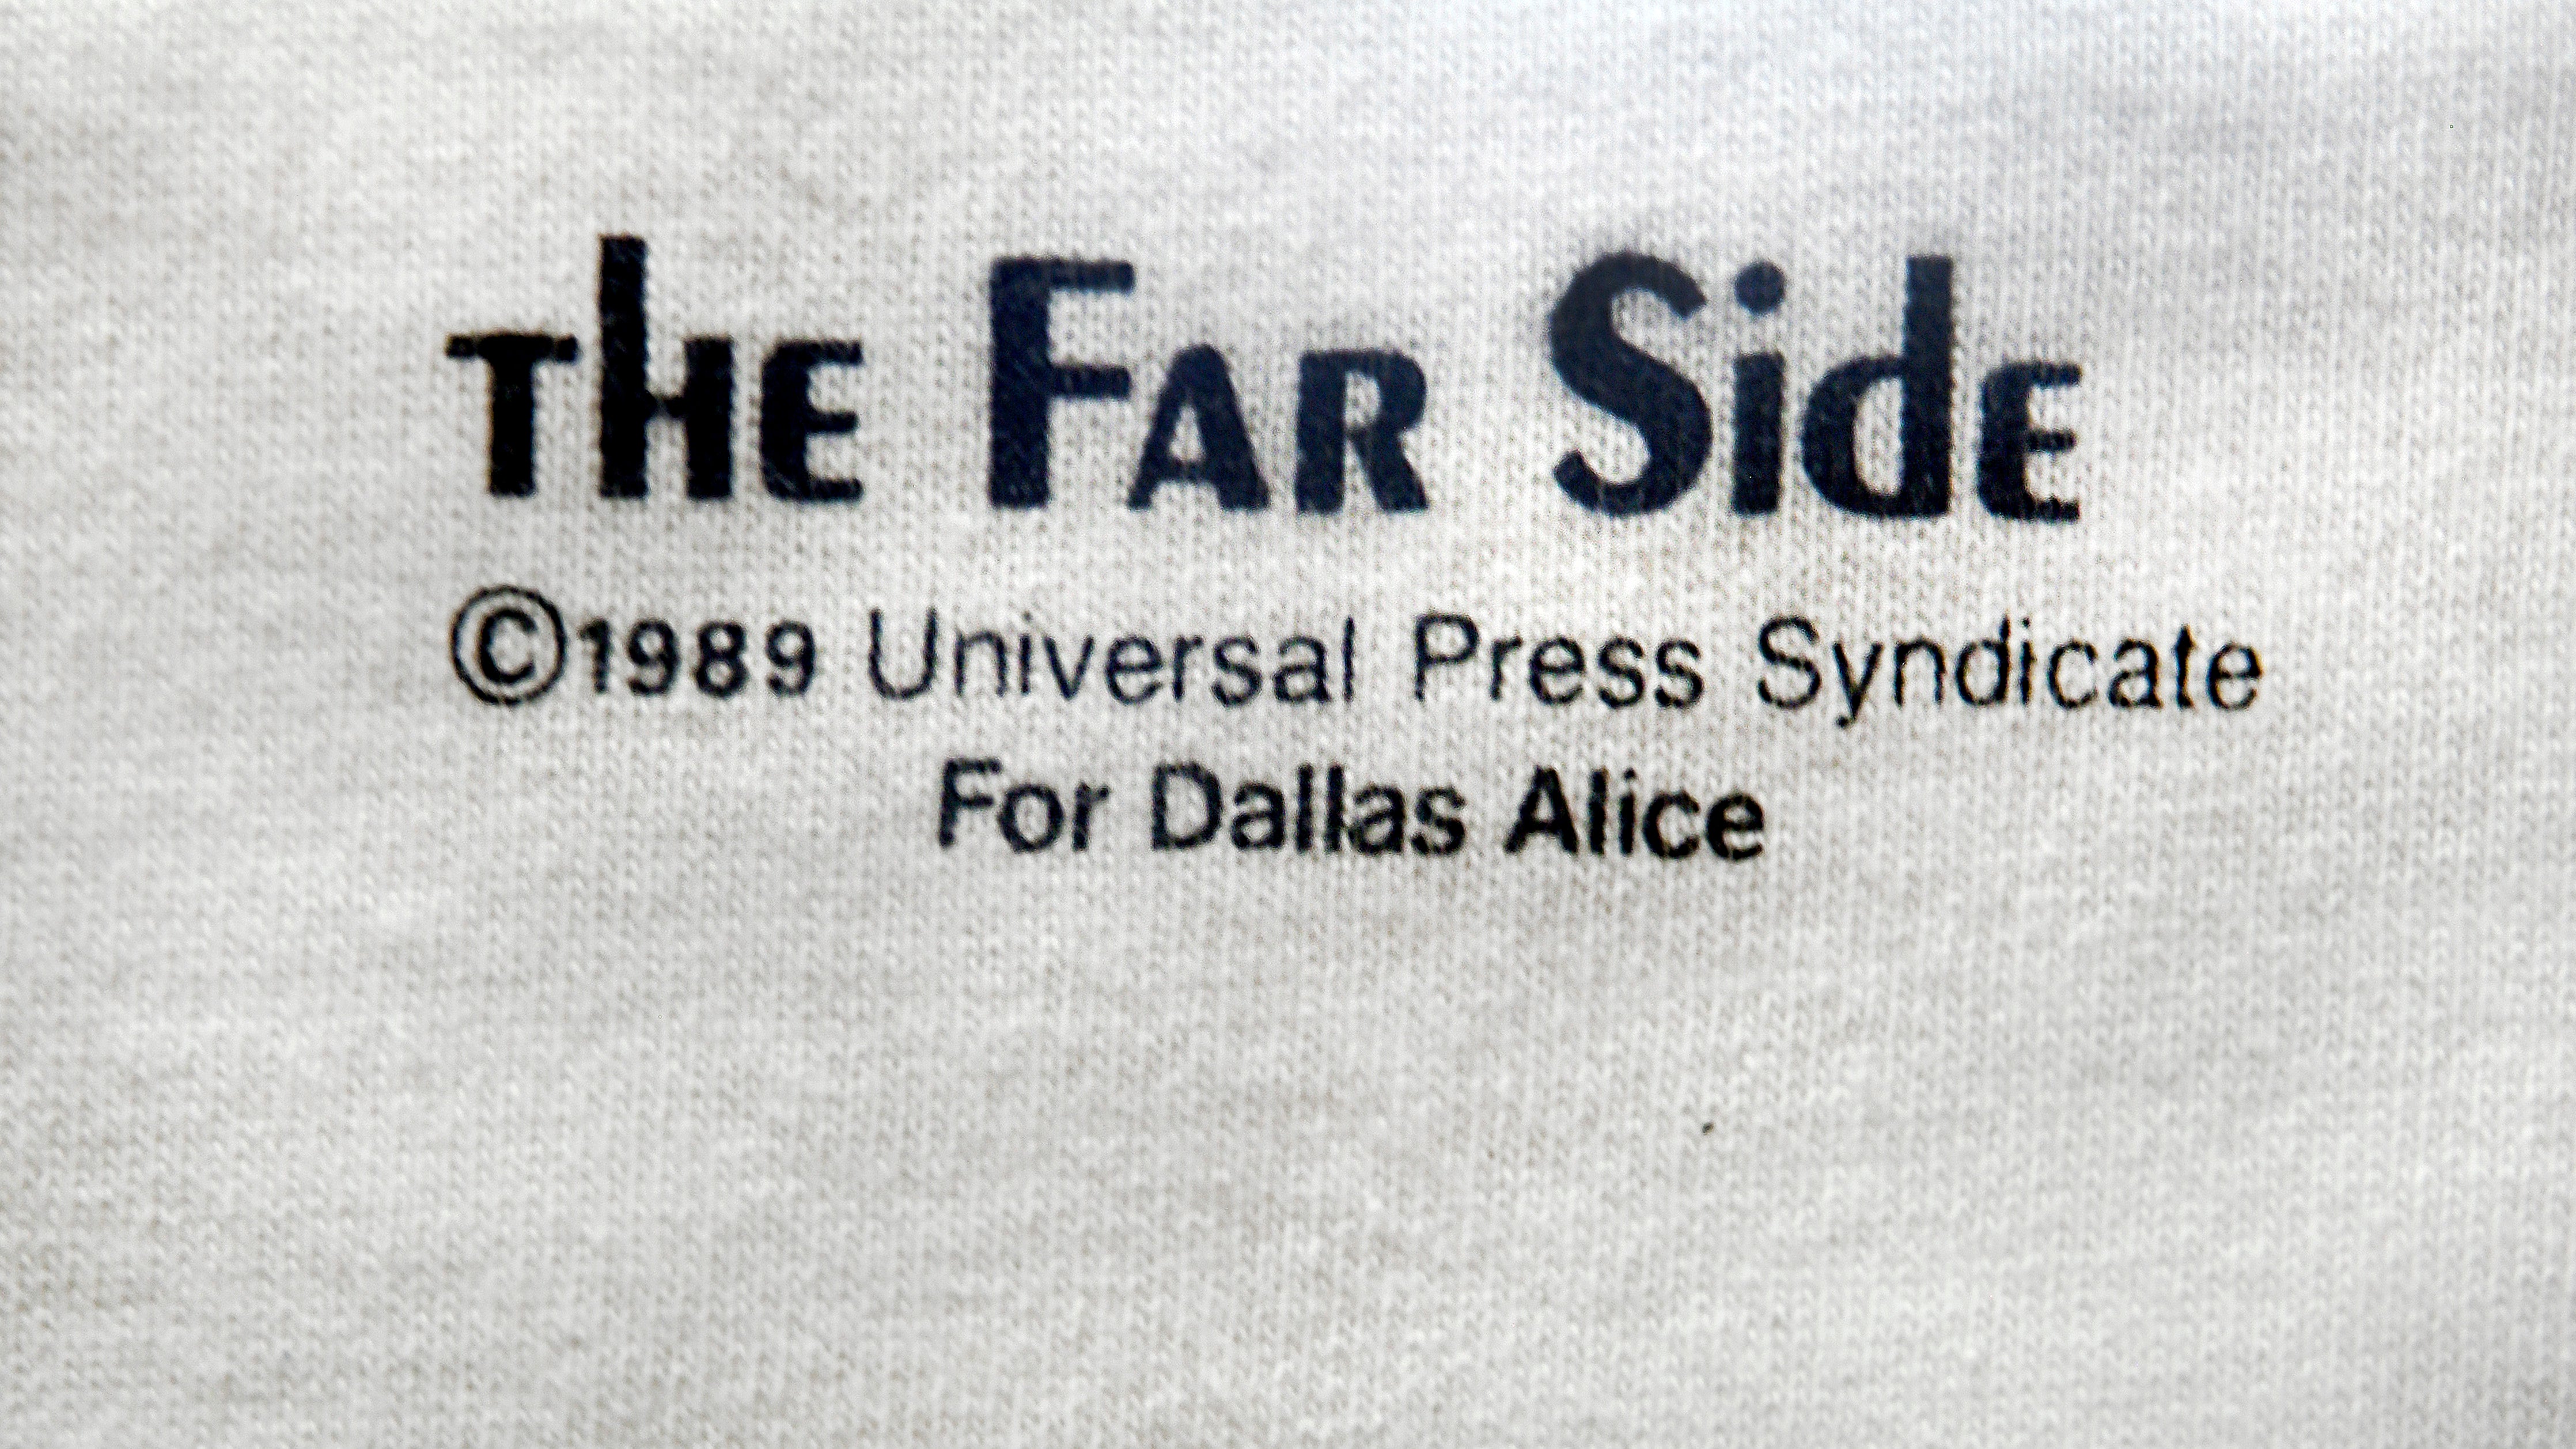 THE FAR SidE
©1989 Universal Press Syndicate
For Dallas Alice